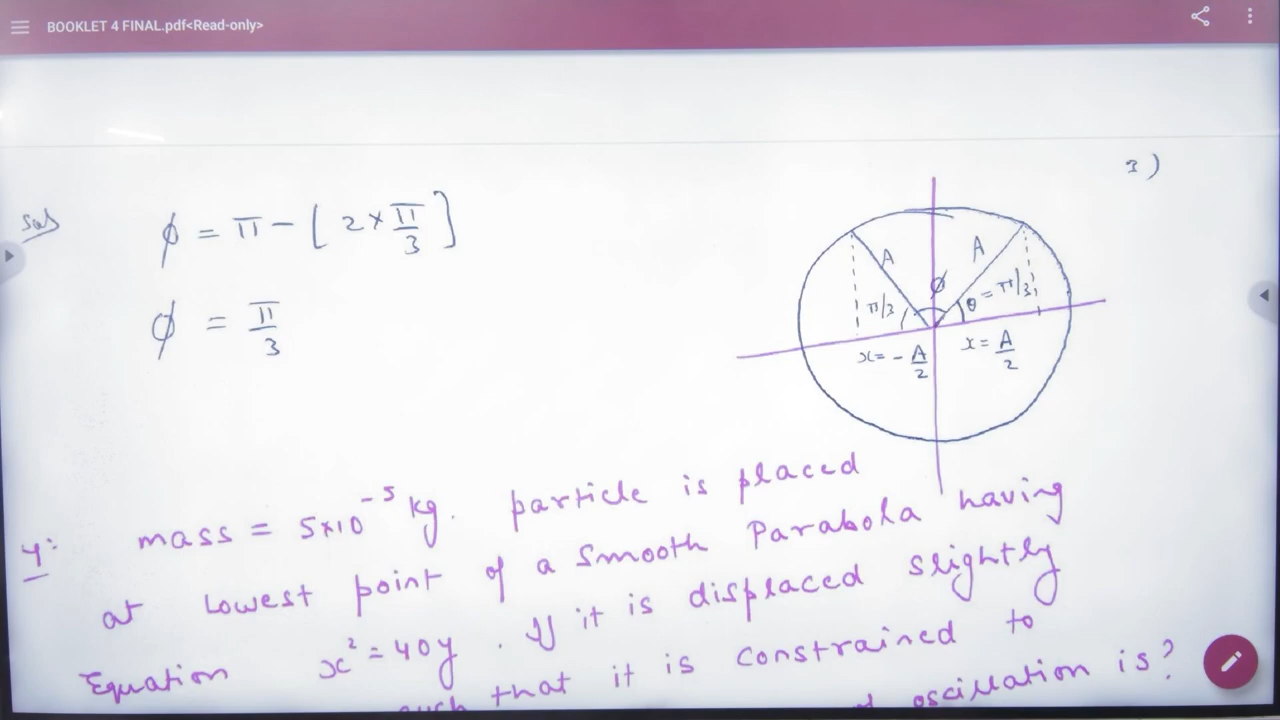 BOOKLET 4 FINAL.pdf<Read-only>
3)
Sol
φ = π - [2 × π/3]
φ = π/3
A
A
φ
π/3
θ = π/3
x = - A/2
x = A/2
4: mass = 5×10⁻⁵ kg. particle is placed
at Lowest point of a smooth Parabola having
Equation x² = 40y. If it is displaced slightly
such that it is constrained to
oscillation is?